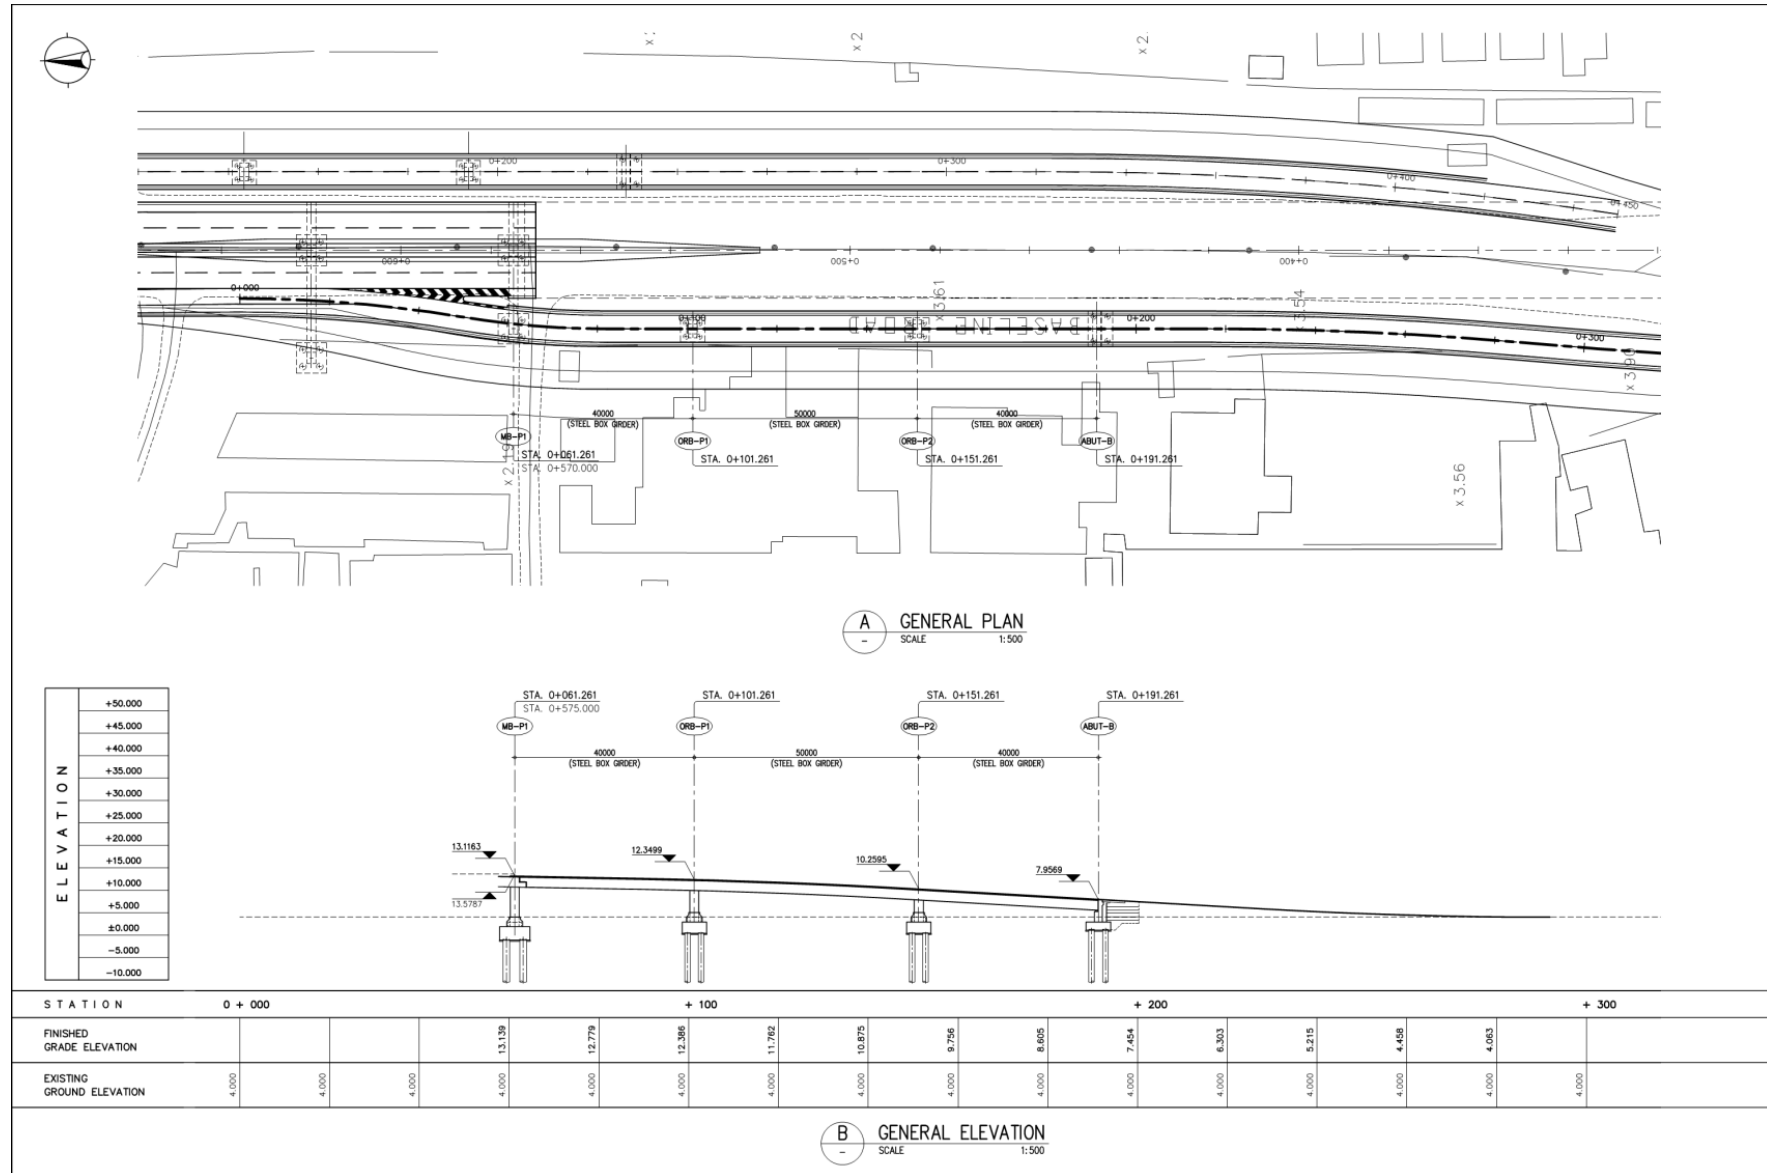 x 2
x 2.
0+200
0+300
0+400
0+450
0+600
0+500
0+400
0+000
x 3.61
x 3.54
0+100
BASELINE ROAD
0+200
0+300
x 3.90
40000
(STEEL BOX GIRDER)
50000
(STEEL BOX GIRDER)
40000
(STEEL BOX GIRDER)
MB-P1
ORB-P1
ORB-P2
ABUT-B
STA. 0+061.261
STA. 0+570.000
STA. 0+101.261
STA. 0+151.261
STA. 0+191.261
x 3.56
A
-
GENERAL PLAN
SCALE 1:500
STA. 0+061.261
STA. 0+575.000
STA. 0+101.261
STA. 0+151.261
STA. 0+191.261
MB-P1
ORB-P1
ORB-P2
ABUT-B
40000
(STEEL BOX GIRDER)
50000
(STEEL BOX GIRDER)
40000
(STEEL BOX GIRDER)
ELEVATION
+50.000
+45.000
+40.000
+35.000
+30.000
+25.000
+20.000
+15.000
+10.000
+5.000
±0.000
-5.000
-10.000
13.1163
12.3499
10.2595
7.9569
13.5787
STATION 0 + 000 + 100 + 200 + 300
FINISHED
GRADE ELEVATION
13.139 12.779 12.386 11.762 10.875 9.756 8.605 7.454 6.303 5.215 4.458 4.063
EXISTING
GROUND ELEVATION
4.000 4.000 4.000 4.000 4.000 4.000 4.000 4.000 4.000 4.000 4.000 4.000 4.000 4.000 4.000 4.000
B
-
GENERAL ELEVATION
SCALE 1:500